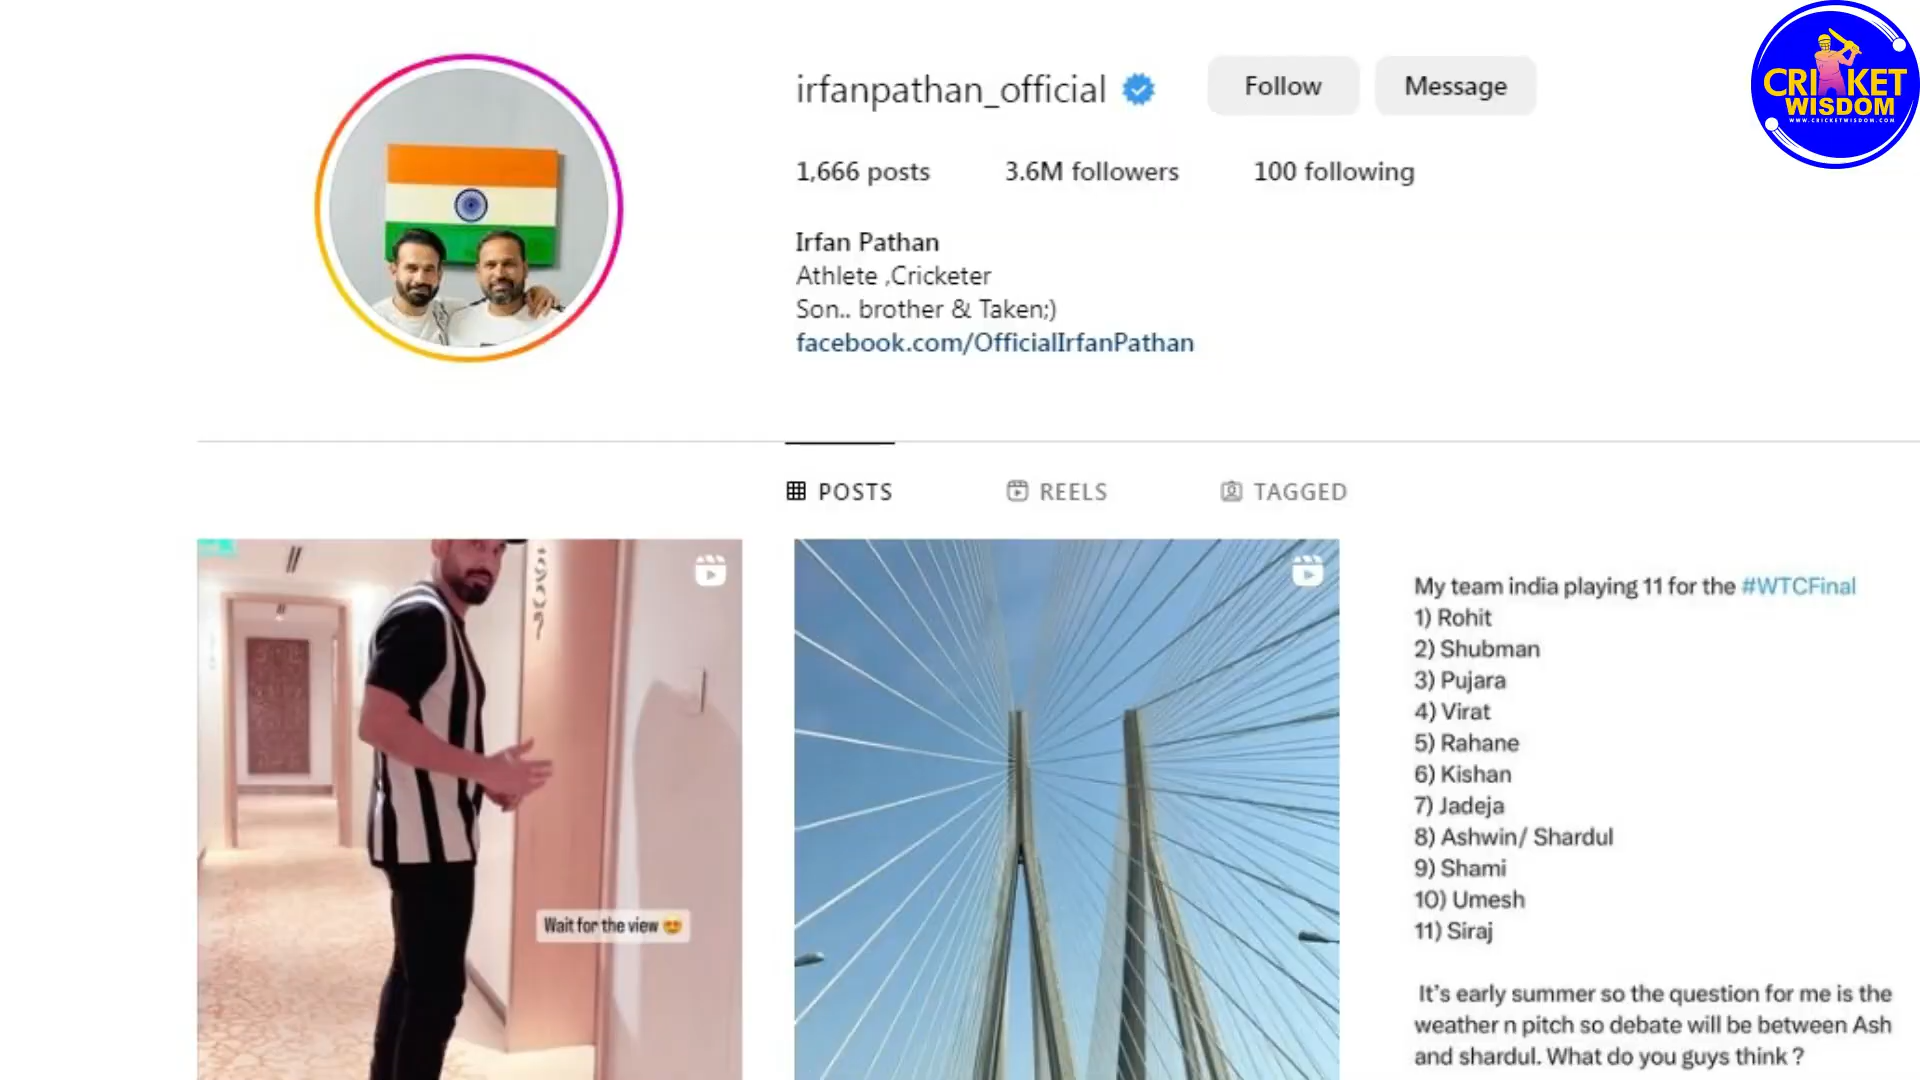 irfanpathan_official
Follow
Message
CRICKET
WISDOM
WWW.CRICKETWISDOM.COM
1,666 posts
3.6M followers
100 following
Irfan Pathan
Athlete ,Cricketer
Son.. brother & Taken;)
facebook.com/OfficialIrfanPathan
POSTS
REELS
TAGGED
Wait for the view 😍
My team india playing 11 for the #WTCFinal
1) Rohit
2) Shubman
3) Pujara
4) Virat
5) Rahane
6) Kishan
7) Jadeja
8) Ashwin/ Shardul
9) Shami
10) Umesh
11) Siraj
It's early summer so the question for me is the
weather n pitch so debate will be between Ash
and shardul. What do you guys think ?